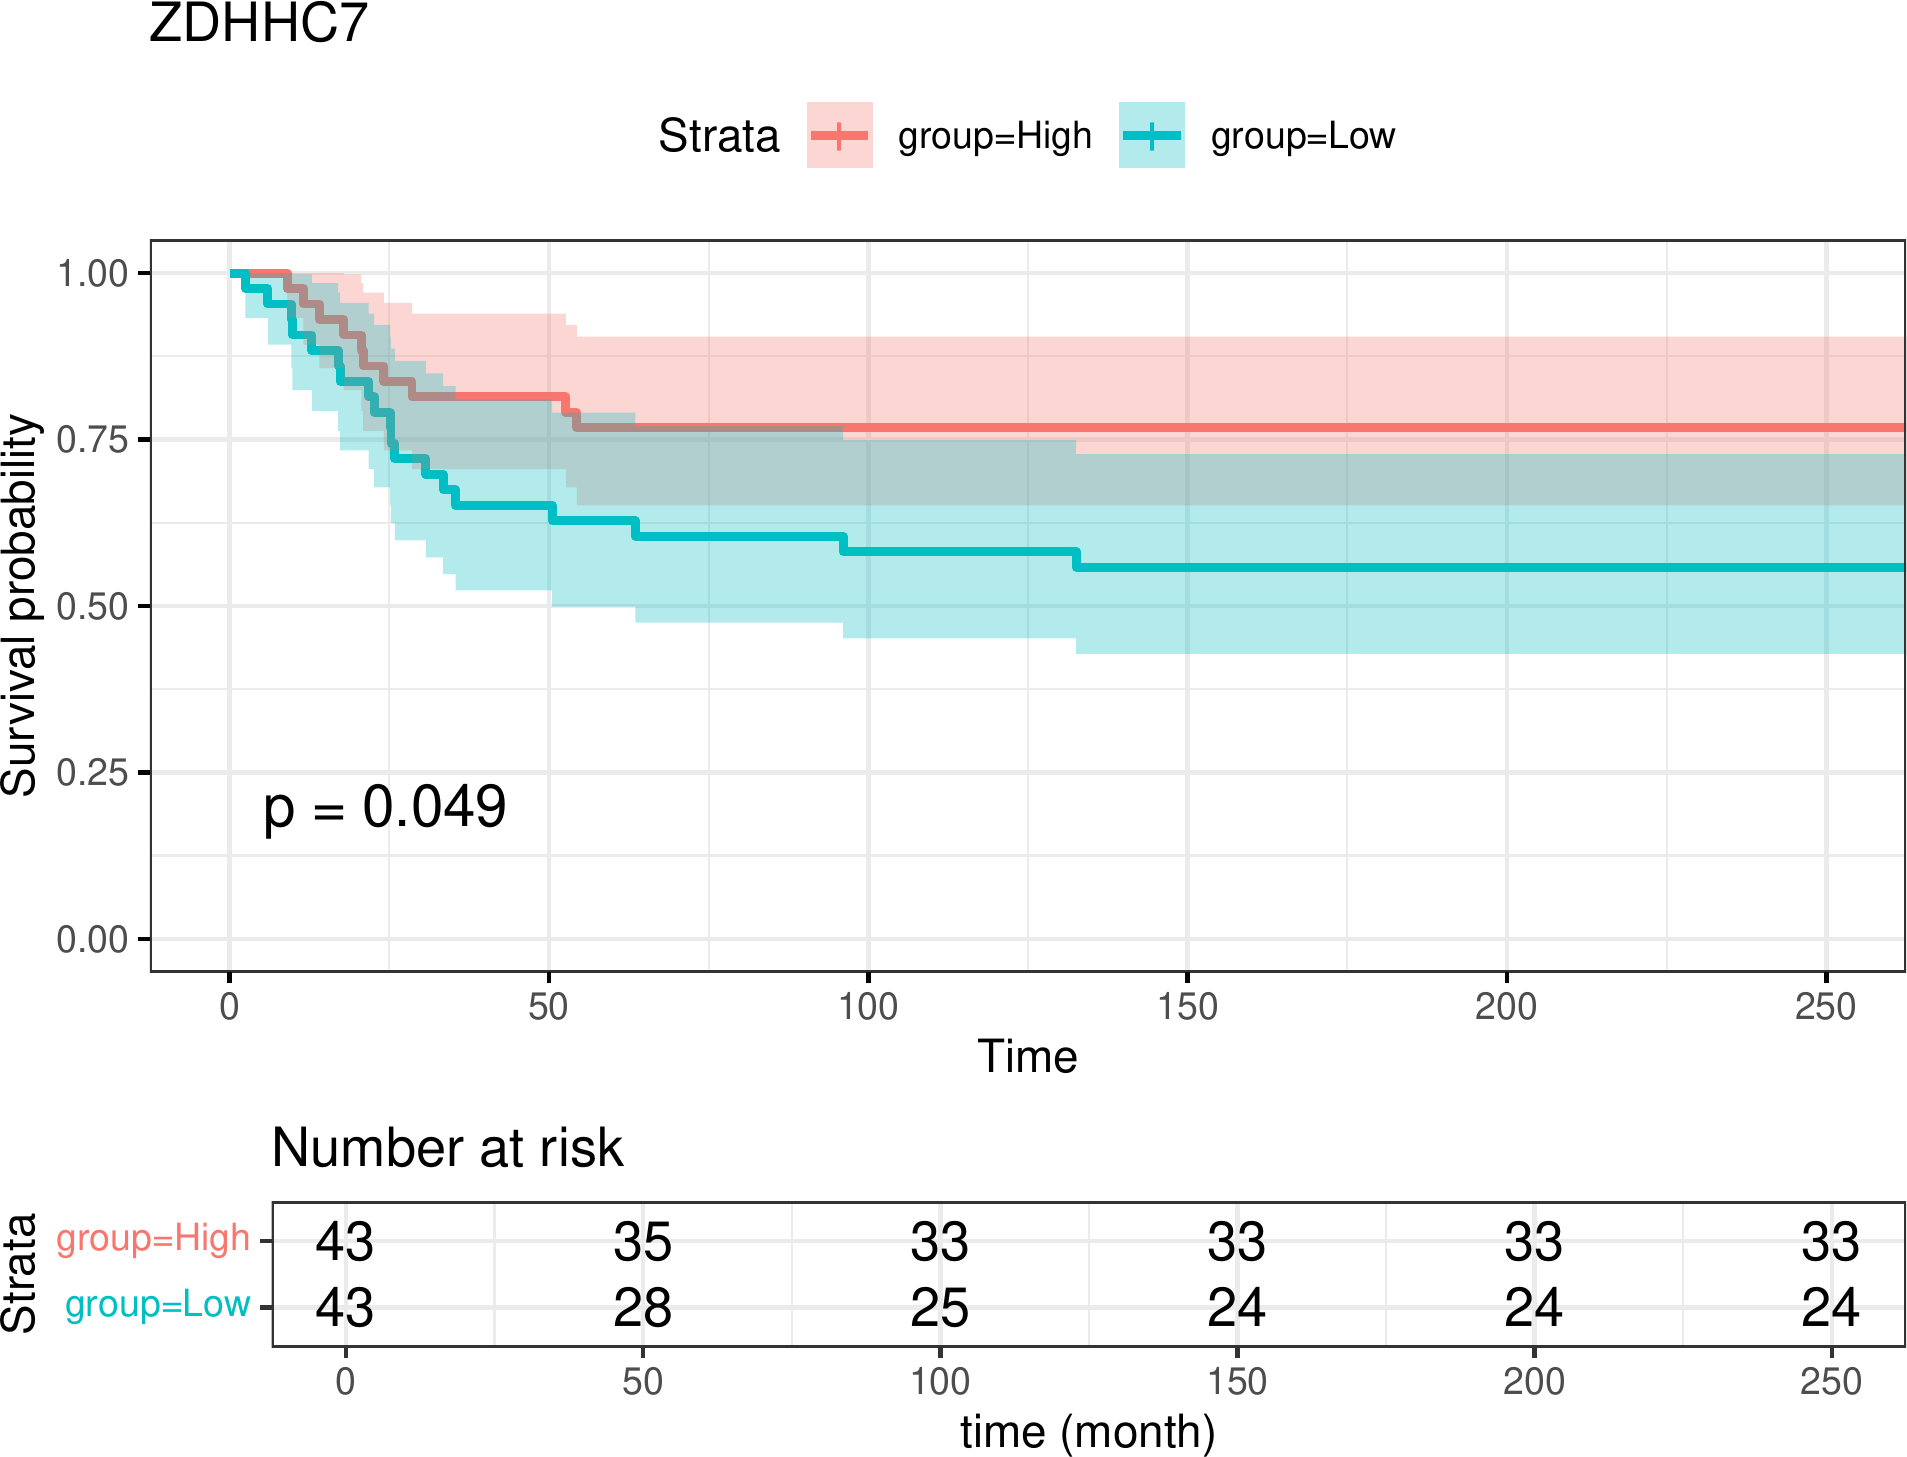 ZDHHC7
Strata group=High group=Low
Survival probability
1.00
0.75
0.50
0.25
0.00
p = 0.049
0 50 100 150 200 250
Time
Number at risk
Strata
group=High 43 35 33 33 33 33
group=Low 43 28 25 24 24 24
0 50 100 150 200 250
time (month)